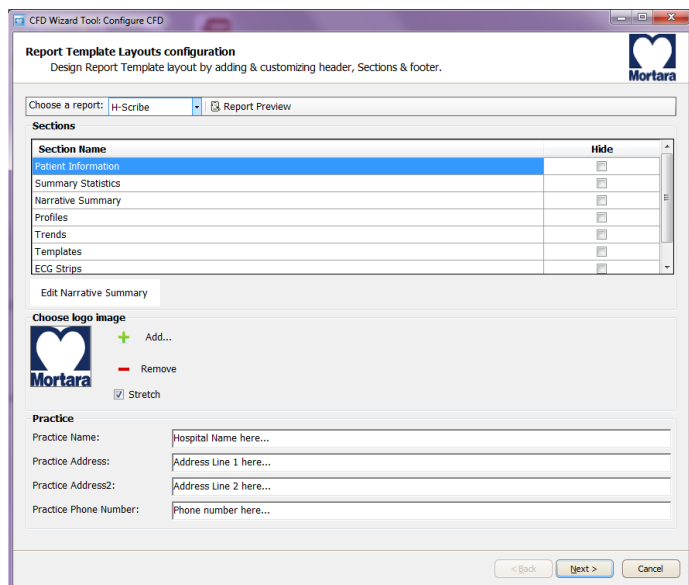 CFD Wizard Tool: Configure CFD
Report Template Layouts configuration
Design Report Template layout by adding & customizing header, Sections & footer.
Mortara
Choose a report: H-Scribe Report Preview
Sections
Section Name Hide
Patient Information
Summary Statistics
Narrative Summary
Profiles
Trends
Templates
ECG Strips
Edit Narrative Summary
Choose logo image
Mortara
Add...
Remove
Stretch
Practice
Practice Name: Hospital Name here...
Practice Address: Address Line 1 here...
Practice Address2: Address Line 2 here...
Practice Phone Number: Phone number here...
< Back Next > Cancel